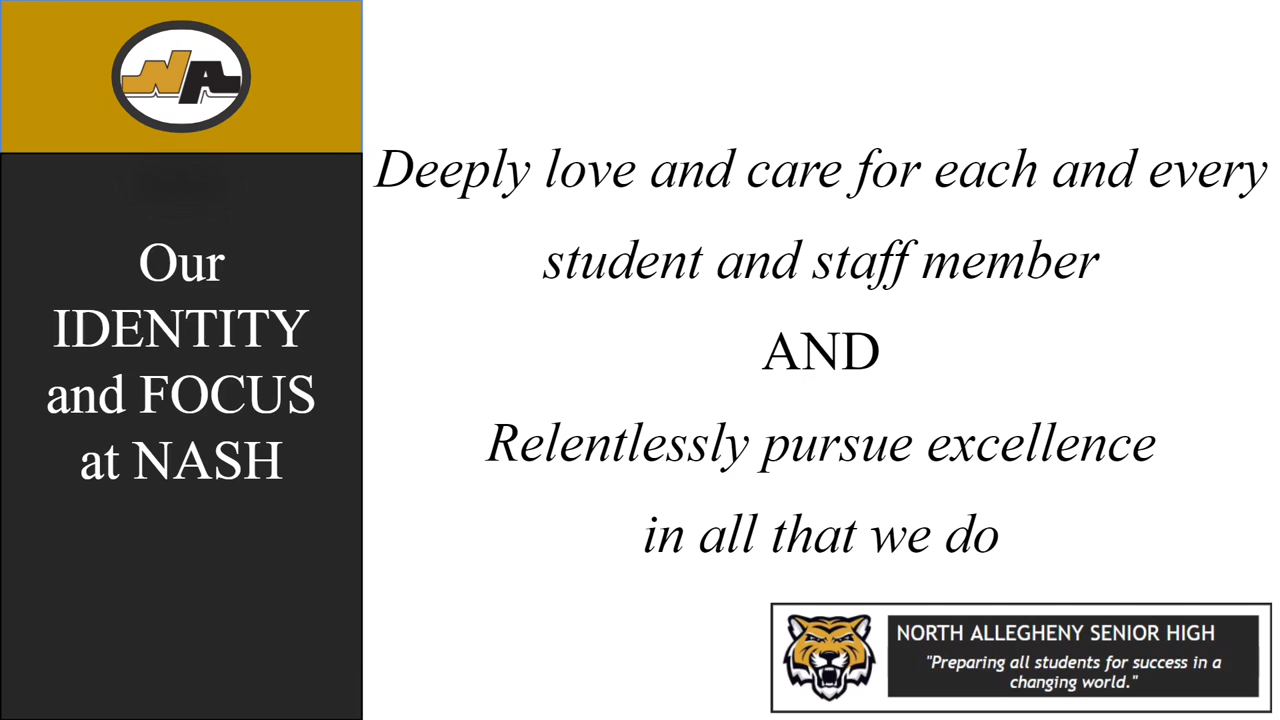 NA
Our
IDENTITY
and FOCUS
at NASH
Deeply love and care for each and every
student and staff member
AND
Relentlessly pursue excellence
in all that we do
NORTH ALLEGHENY SENIOR HIGH
"Preparing all students for success in a
changing world."